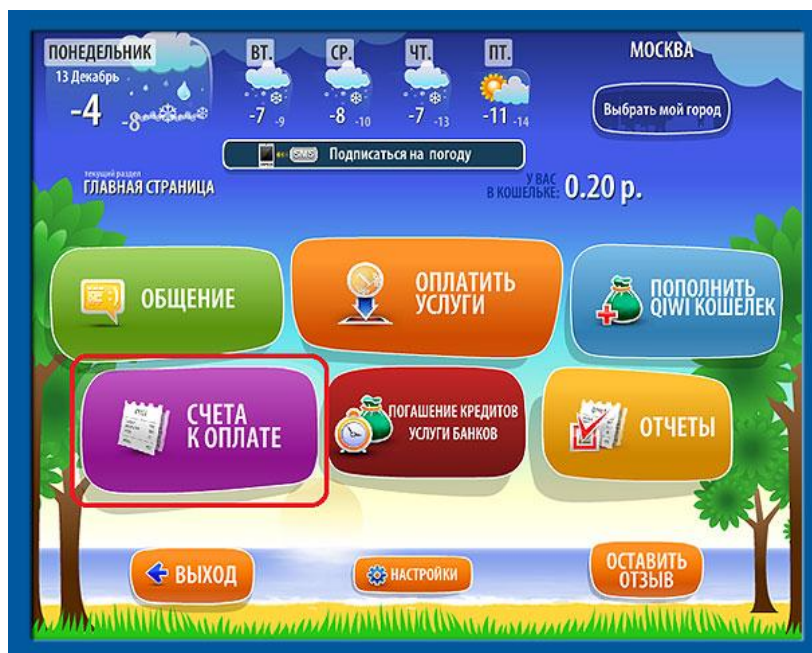 ПОНЕДЕЛЬНИК
13 Декабрь
-4 -8
ВТ.
-7 -9
СР.
-8 -10
ЧТ.
-7 -13
ПТ.
-11 -14
МОСКВА
Выбрать мой город
SMS Подписаться на погоду
текущий раздел
ГЛАВНАЯ СТРАНИЦА
У ВАС
В КОШЕЛЬКЕ: 0.20 р.
ОБЩЕНИЕ
ОПЛАТИТЬ
УСЛУГИ
ПОПОЛНИТЬ
QIWI КОШЕЛЕК
СЧЕТА
К ОПЛАТЕ
ПОГАШЕНИЕ КРЕДИТОВ
УСЛУГИ БАНКОВ
ОТЧЕТЫ
ВЫХОД
НАСТРОЙКИ
ОСТАВИТЬ
ОТЗЫВ